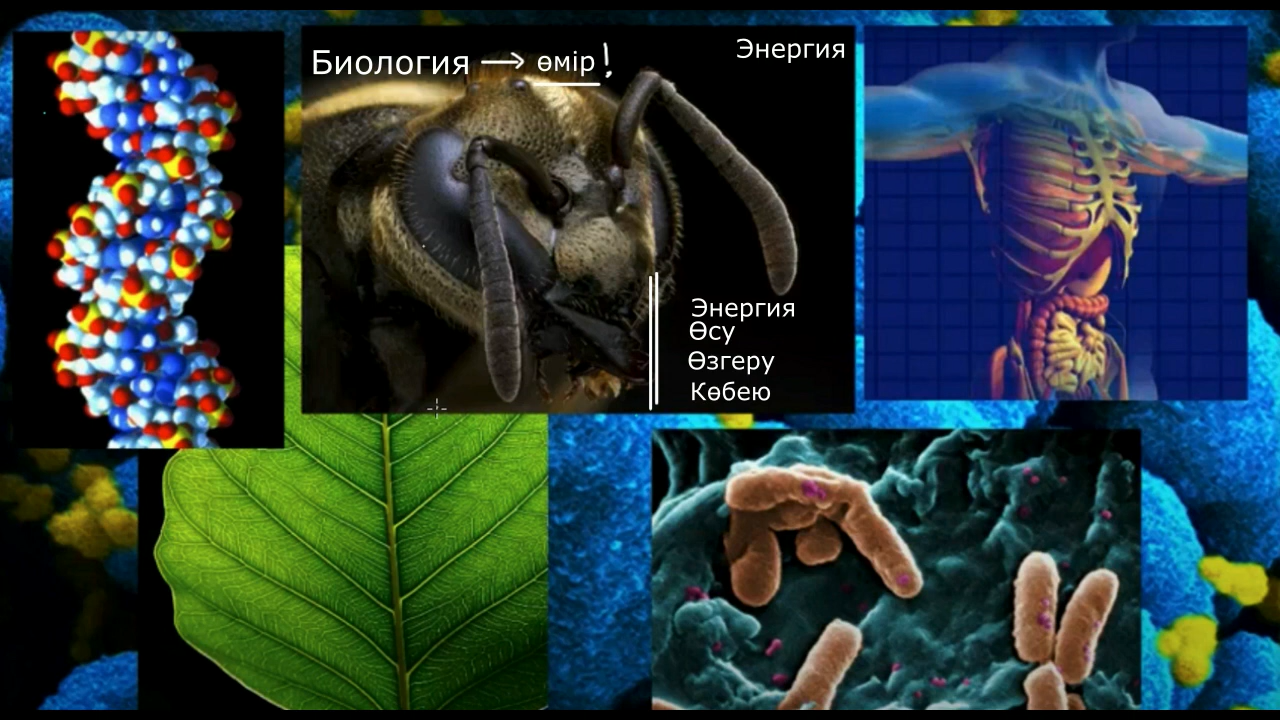 Биология → өмір!
Энергия
Энергия
Өсу
Өзгеру
Көбею